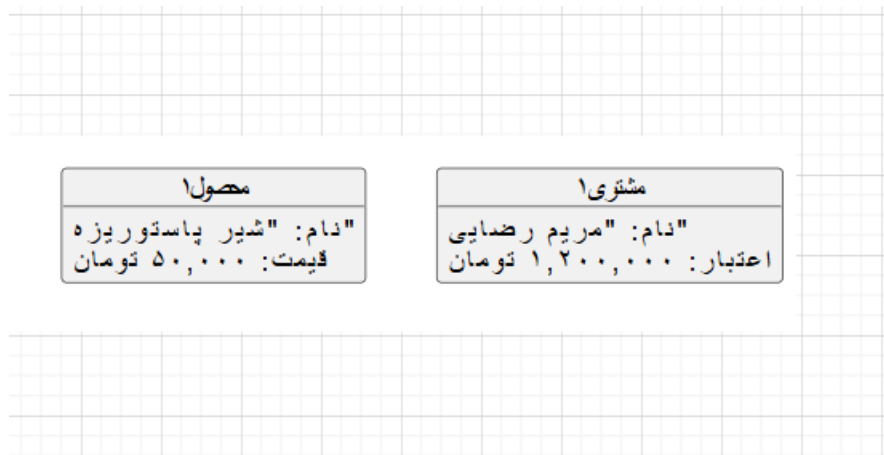 محصول۱
نام: "شیر پاستوریزه"
قیمت: ۵۰,۰۰۰ تومان
مشتری۱
نام: "مریم رضایی"
اعتبار: ۱,۲۰۰,۰۰۰ تومان